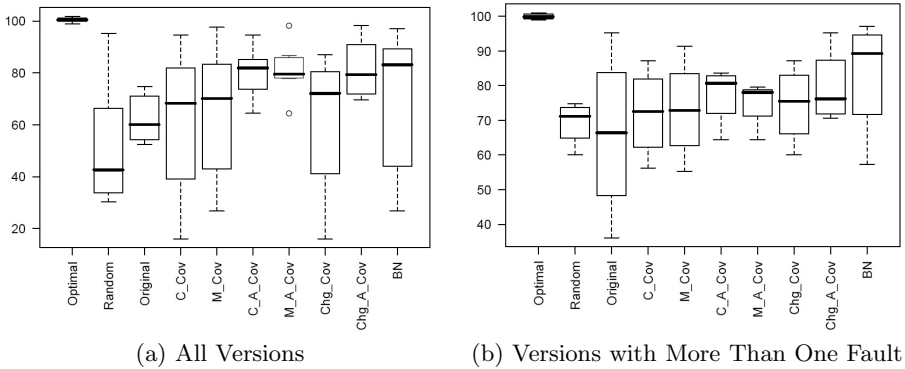 100
80
60
40
20
Optimal
Random
Original
C_Cov
M_Cov
C_A_Cov
M_A_Cov
Chg_Cov
Chg_A_Cov
BN
(a) All Versions
100
90
80
70
60
50
40
Optimal
Random
Original
C_Cov
M_Cov
C_A_Cov
M_A_Cov
Chg_Cov
Chg_A_Cov
BN
(b) Versions with More Than One Fault